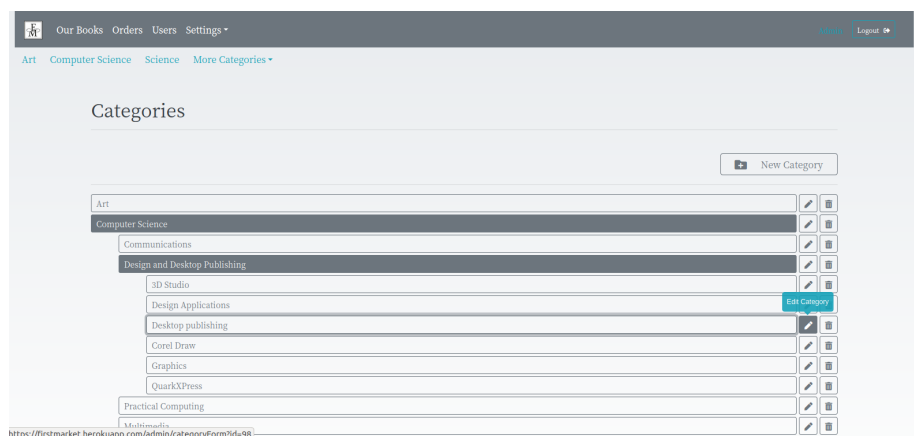 FM
Our Books Orders Users Settings
Logout
Art Computer Science Science More Categories
Categories
New Category
Art
Computer Science
Communications
Design and Desktop Publishing
3D Studio
Design Applications
Edit Category
Desktop publishing
Corel Draw
Graphics
QuarkXPress
Practical Computing
Multimedia
https://firstmarket.herokuapp.com/admin/categoryForm?id=98